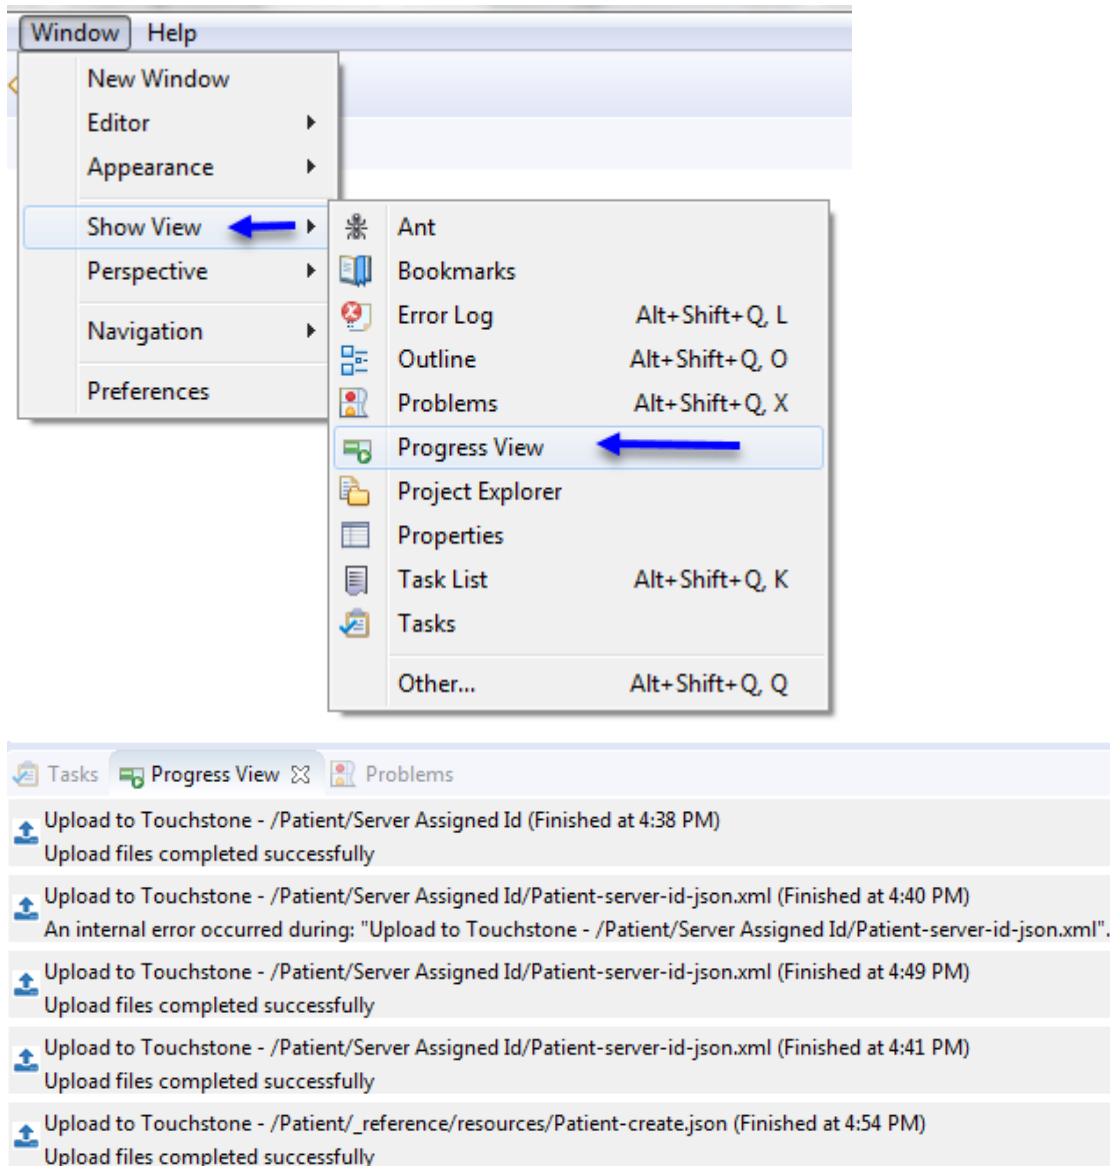 Window Help
New Window
Editor
Appearance
Show View
Perspective
Navigation
Preferences
Ant
Bookmarks
Error Log Alt+Shift+Q, L
Outline Alt+Shift+Q, O
Problems Alt+Shift+Q, X
Progress View
Project Explorer
Properties
Task List Alt+Shift+Q, K
Tasks
Other... Alt+Shift+Q, Q
Tasks Progress View Problems
Upload to Touchstone - /Patient/Server Assigned Id (Finished at 4:38 PM)
Upload files completed successfully
Upload to Touchstone - /Patient/Server Assigned Id/Patient-server-id-json.xml (Finished at 4:40 PM)
An internal error occurred during: "Upload to Touchstone - /Patient/Server Assigned Id/Patient-server-id-json.xml".
Upload to Touchstone - /Patient/Server Assigned Id/Patient-server-id-json.xml (Finished at 4:49 PM)
Upload files completed successfully
Upload to Touchstone - /Patient/Server Assigned Id/Patient-server-id-json.xml (Finished at 4:41 PM)
Upload files completed successfully
Upload to Touchstone - /Patient/_reference/resources/Patient-create.json (Finished at 4:54 PM)
Upload files completed successfully